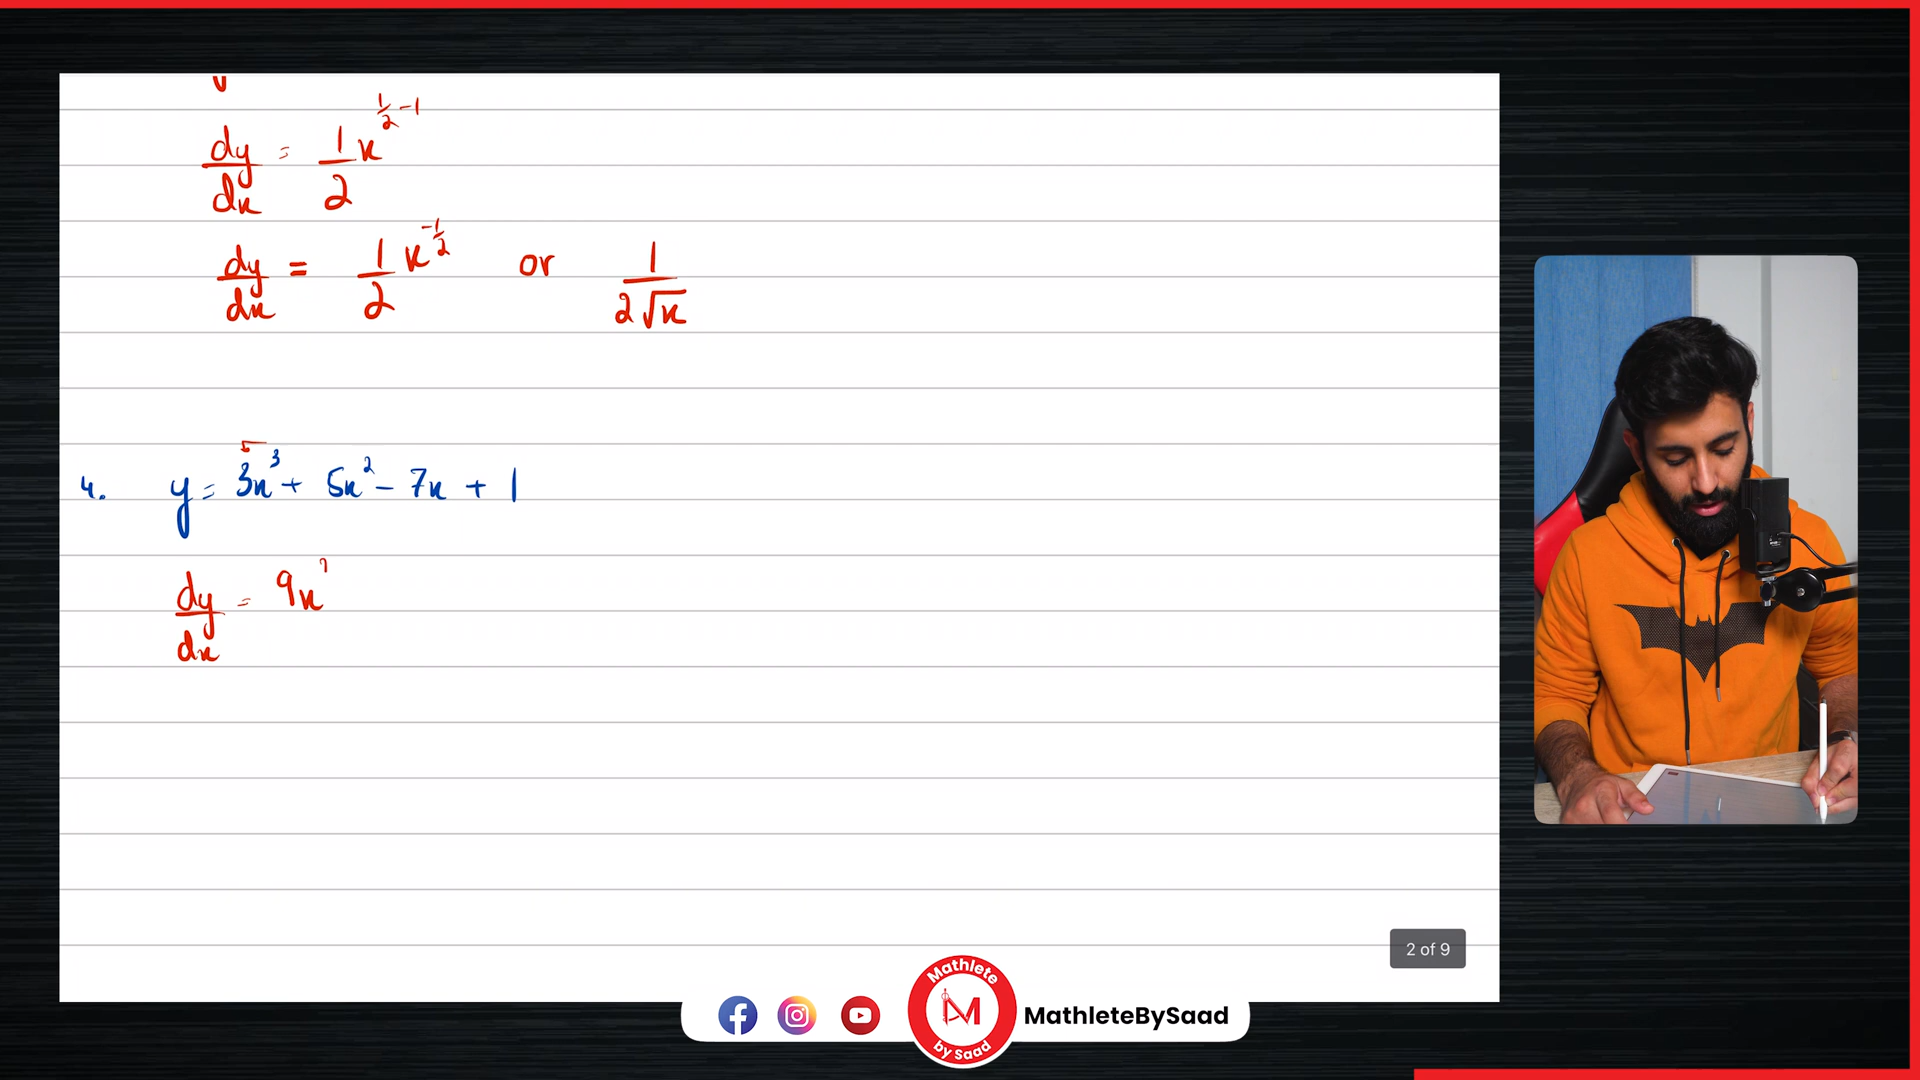 dy/dx = 1/2 x^(1/2 - 1)
dy/dx = 1/2 x^(-1/2) or 1/(2√x)
4. y = 3x³ + 5x² - 7x + 1
dy/dx = 9x
2 of 9
Mathlete
M
by Saad
MathleteBySaad